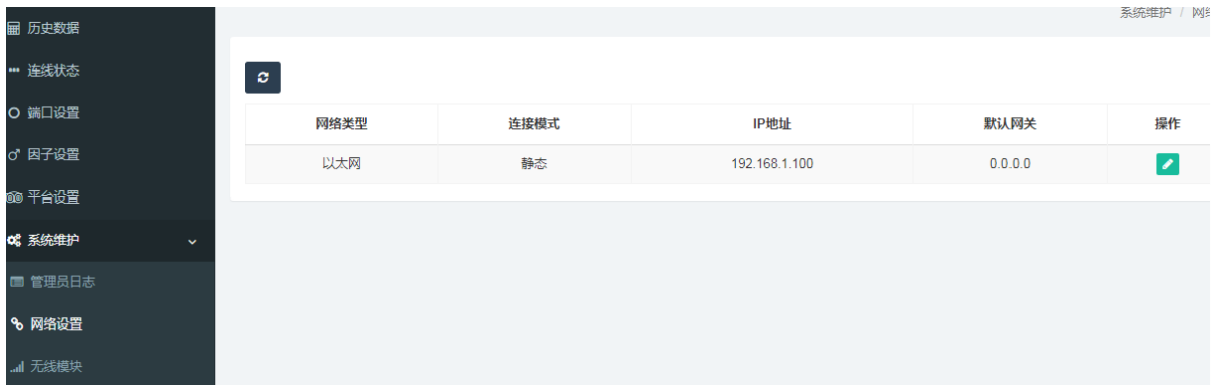 系统维护 / 网
历史数据
连线状态
端口设置
因子设置
平台设置
系统维护
管理员日志
网络设置
无线模块
网络类型 连接模式 IP地址 默认网关 操作
以太网 静态 192.168.1.100 0.0.0.0